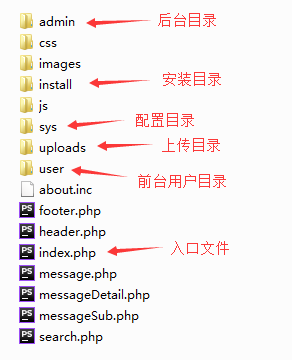 admin 后台目录
css
images
install 安装目录
js
sys 配置目录
uploads 上传目录
user 前台用户目录
about.inc
footer.php
header.php
index.php 入口文件
message.php
messageDetail.php
messageSub.php
search.php